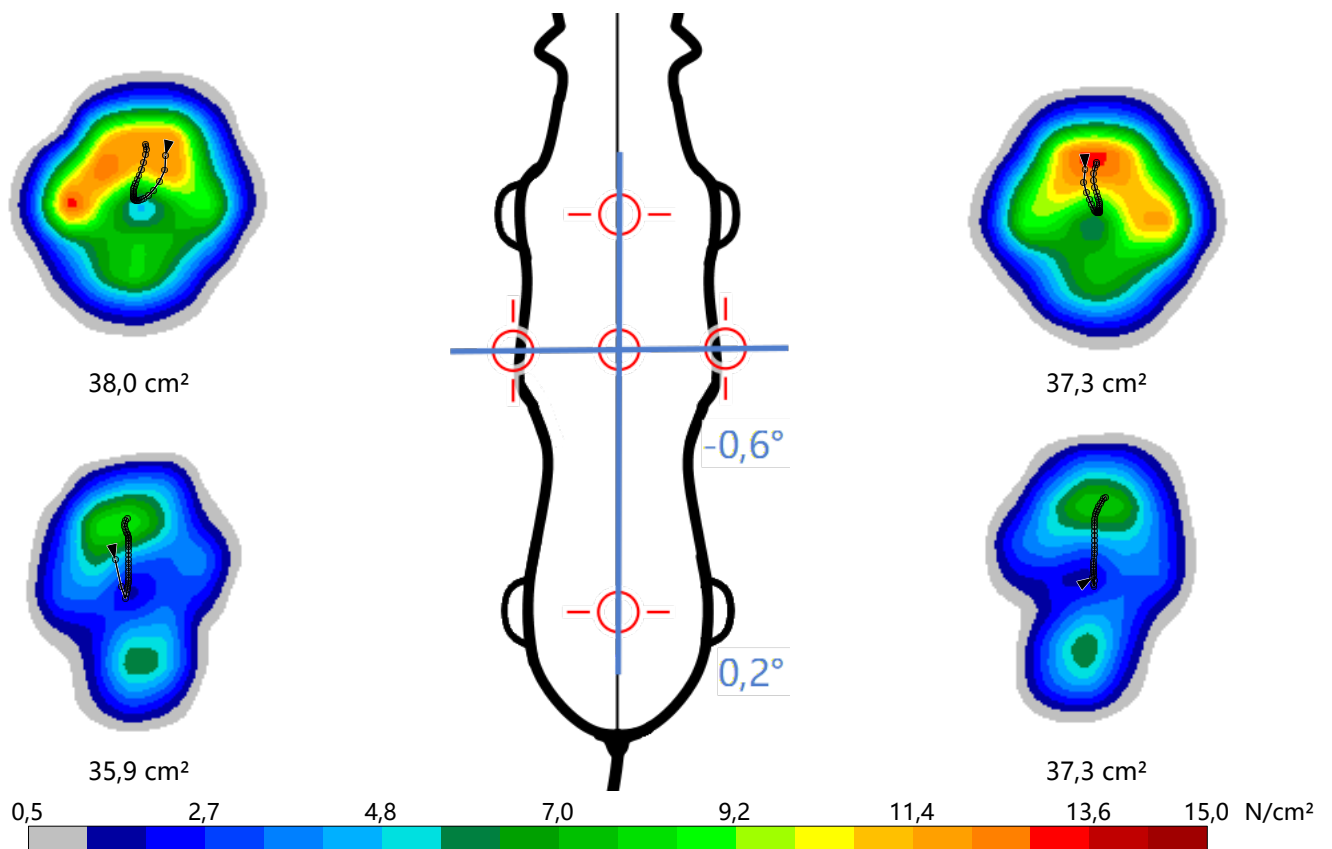 38,0 cm²
37,3 cm²
-0,6°
0,2°
35,9 cm²
37,3 cm²
0,5 2,7 4,8 7,0 9,2 11,4 13,6 15,0 N/cm²